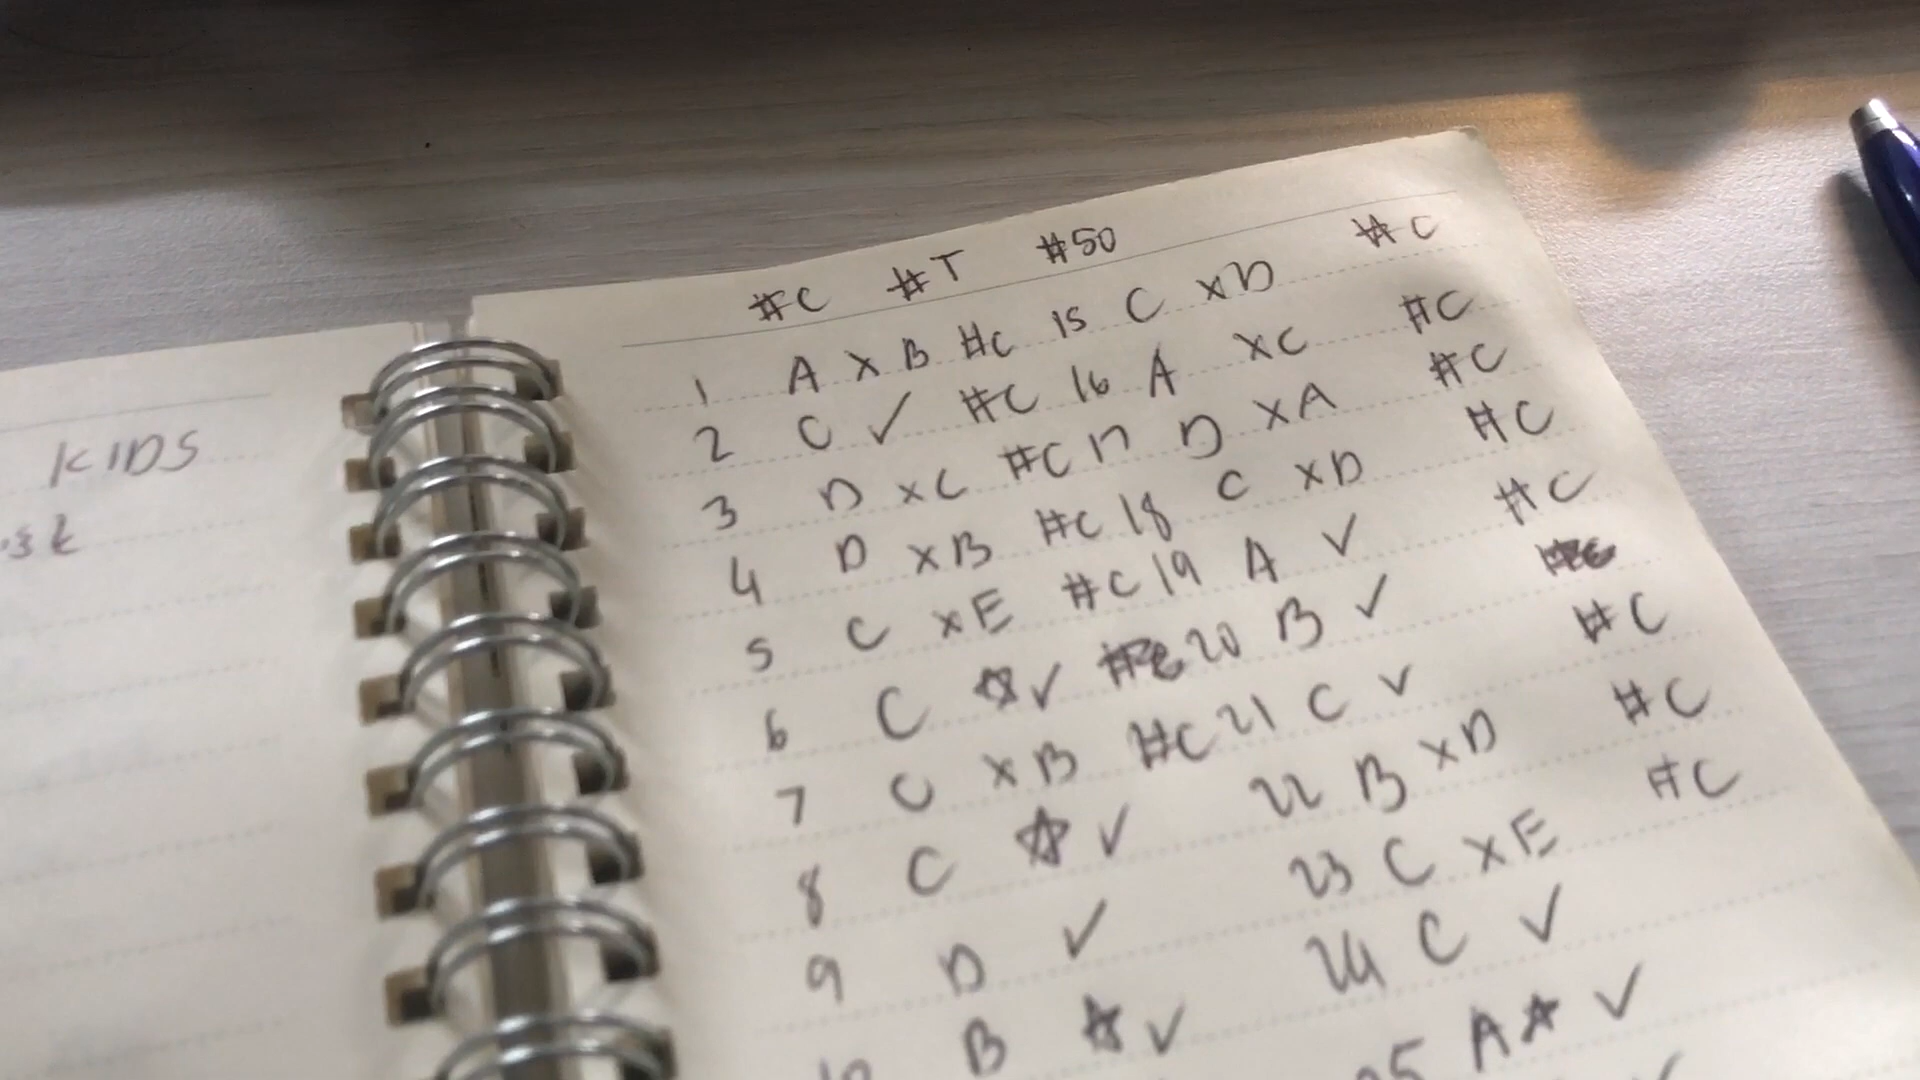 KIDS
#C #T #50
1 A X B #C 15 C X D #C
2 C ✓ #C 16 A X C #C
3 D X C #C 17 D X A #C
4 D X B #C 18 C X D #C
5 C X E #C 19 A ✓ #C
6 C ☆ ✓ 20 B ✓
7 C X B #C 21 C ✓ #C
8 C ☆ ✓ 22 B X D #C
9 D ✓ 23 C X E #C
10 B ☆ ✓ 24 C ✓
25 A ☆ ✓